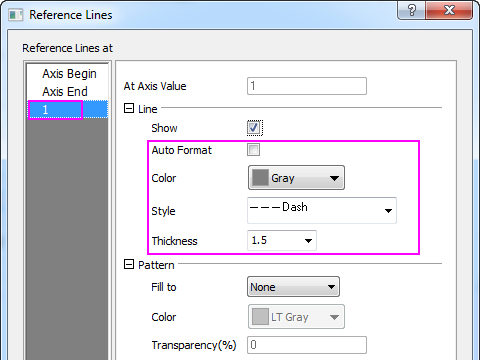 Reference Lines
?
X
Reference Lines at
Axis Begin
Axis End
1
At Axis Value 1
Line
Show
Auto Format
Color Gray
Style Dash
Thickness 1.5
Pattern
Fill to None
Color LT Gray
Transparency(%) 0